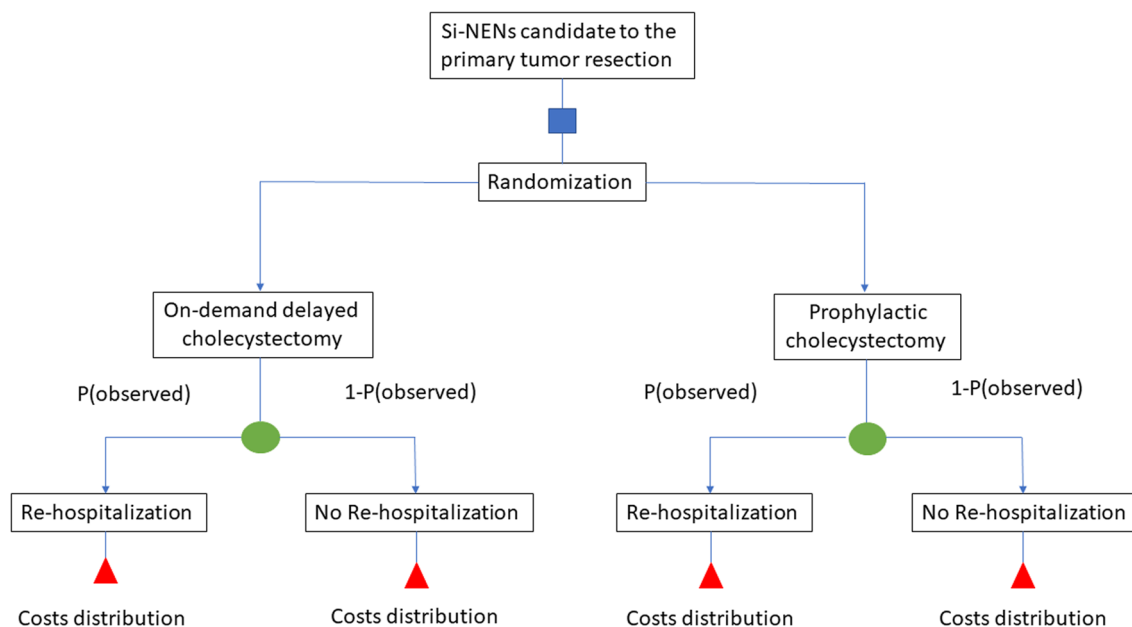 Si-NENs candidate to the
primary tumor resection
Randomization
On-demand delayed
cholecystectomy
Prophylactic
cholecystectomy
P(observed)
1-P(observed)
P(observed)
1-P(observed)
Re-hospitalization
No Re-hospitalization
Re-hospitalization
No Re-hospitalization
Costs distribution
Costs distribution
Costs distribution
Costs distribution